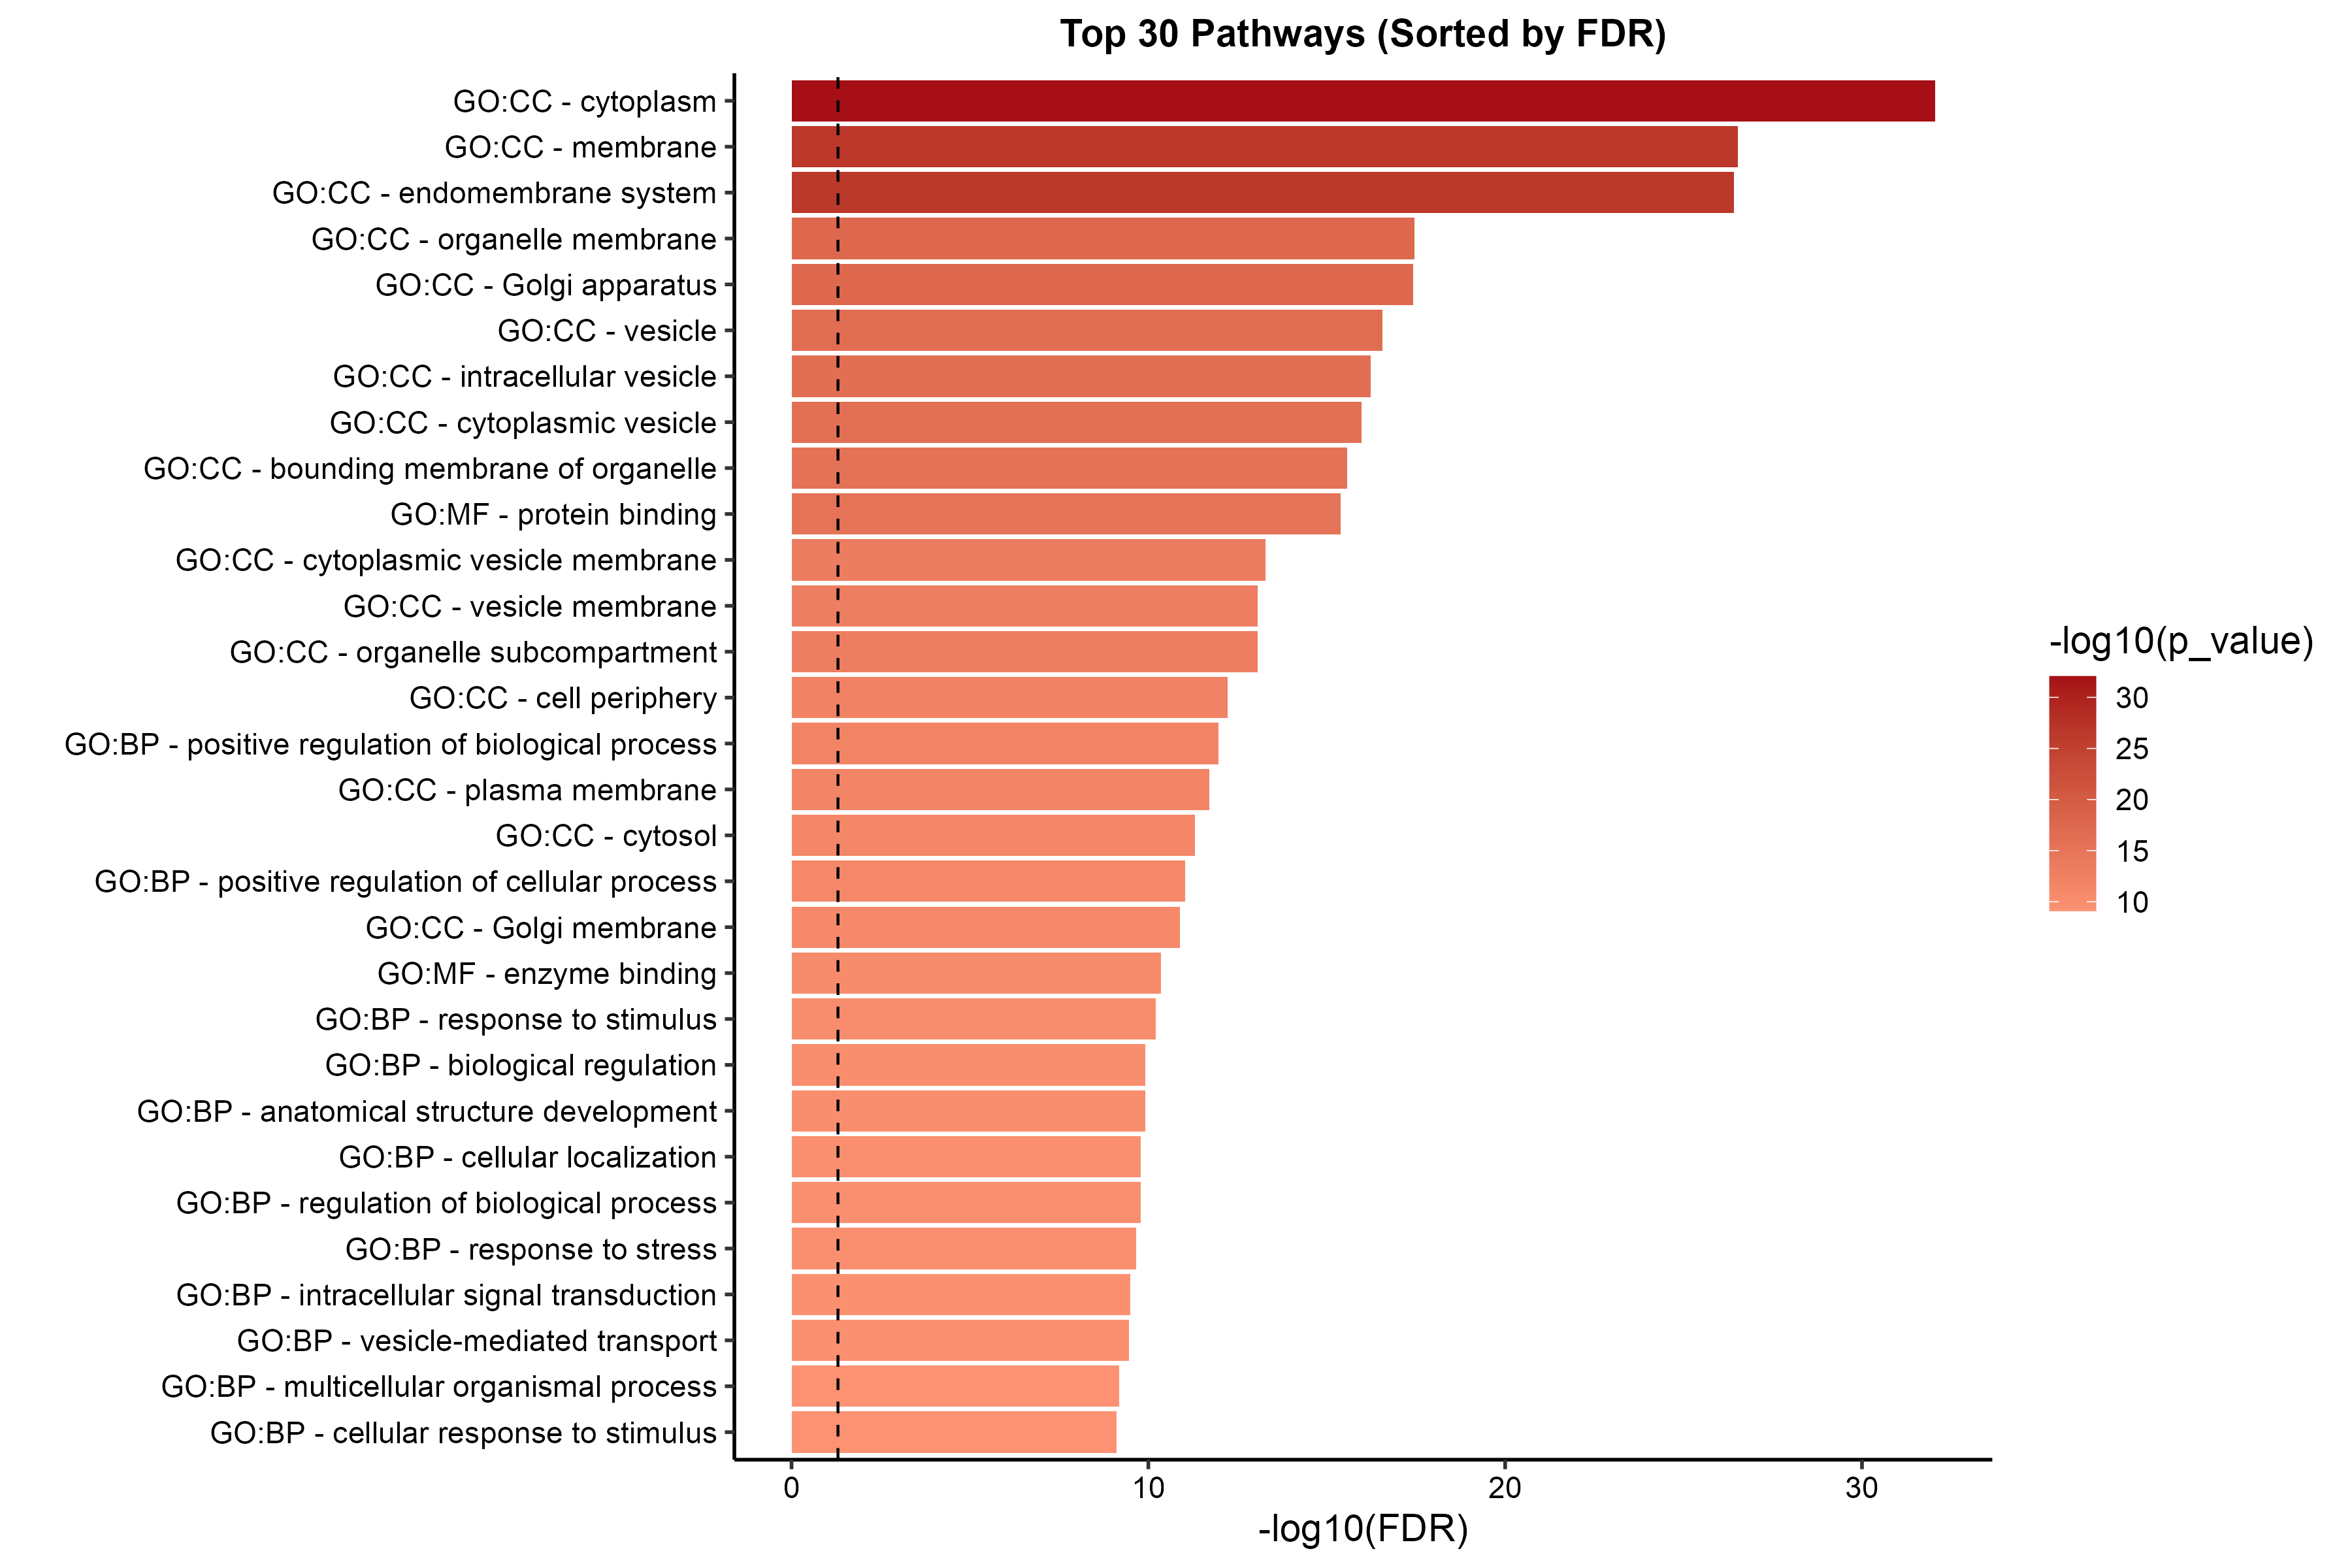 Top 30 Pathways (Sorted by FDR)
GO:CC - cytoplasm
GO:CC - membrane
GO:CC - endomembrane system
GO:CC - organelle membrane
GO:CC - Golgi apparatus
GO:CC - vesicle
GO:CC - intracellular vesicle
GO:CC - cytoplasmic vesicle
GO:CC - bounding membrane of organelle
GO:MF - protein binding
GO:CC - cytoplasmic vesicle membrane
GO:CC - vesicle membrane
GO:CC - organelle subcompartment
GO:CC - cell periphery
GO:BP - positive regulation of biological process
GO:CC - plasma membrane
GO:CC - cytosol
GO:BP - positive regulation of cellular process
GO:CC - Golgi membrane
GO:MF - enzyme binding
GO:BP - response to stimulus
GO:BP - biological regulation
GO:BP - anatomical structure development
GO:BP - cellular localization
GO:BP - regulation of biological process
GO:BP - response to stress
GO:BP - intracellular signal transduction
GO:BP - vesicle-mediated transport
GO:BP - multicellular organismal process
GO:BP - cellular response to stimulus
0 10 20 30
-log10(FDR)
-log10(p_value)
30
25
20
15
10